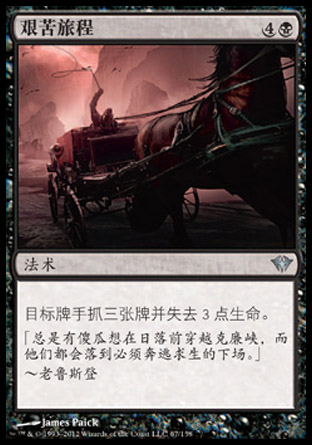 艰苦旅程 4
法术
目标牌手抓三张牌并失去 3 点生命。
「总是有傻瓜想在日落前穿越克廉峡，而
他们都会落到必须奔逃求生的下场。」
～老鲁斯登
James Paick
™ & © 1993–2012 Wizards of the Coast LLC 67/158